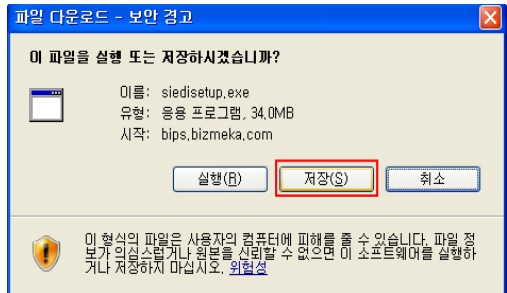 파일 다운로드 - 보안 경고
이 파일을 실행 또는 저장하시겠습니까?
이름: siedisetup.exe
유형: 응용 프로그램, 34.0MB
시작: bips.bizmeka.com
실행(R) 저장(S) 취소
이 형식의 파일은 사용자의 컴퓨터에 피해를 줄 수 있습니다. 파일 정
보가 의심스럽거나 원본을 신뢰할 수 없으면 이 소프트웨어를 실행하
거나 저장하지 마십시오. 위험성